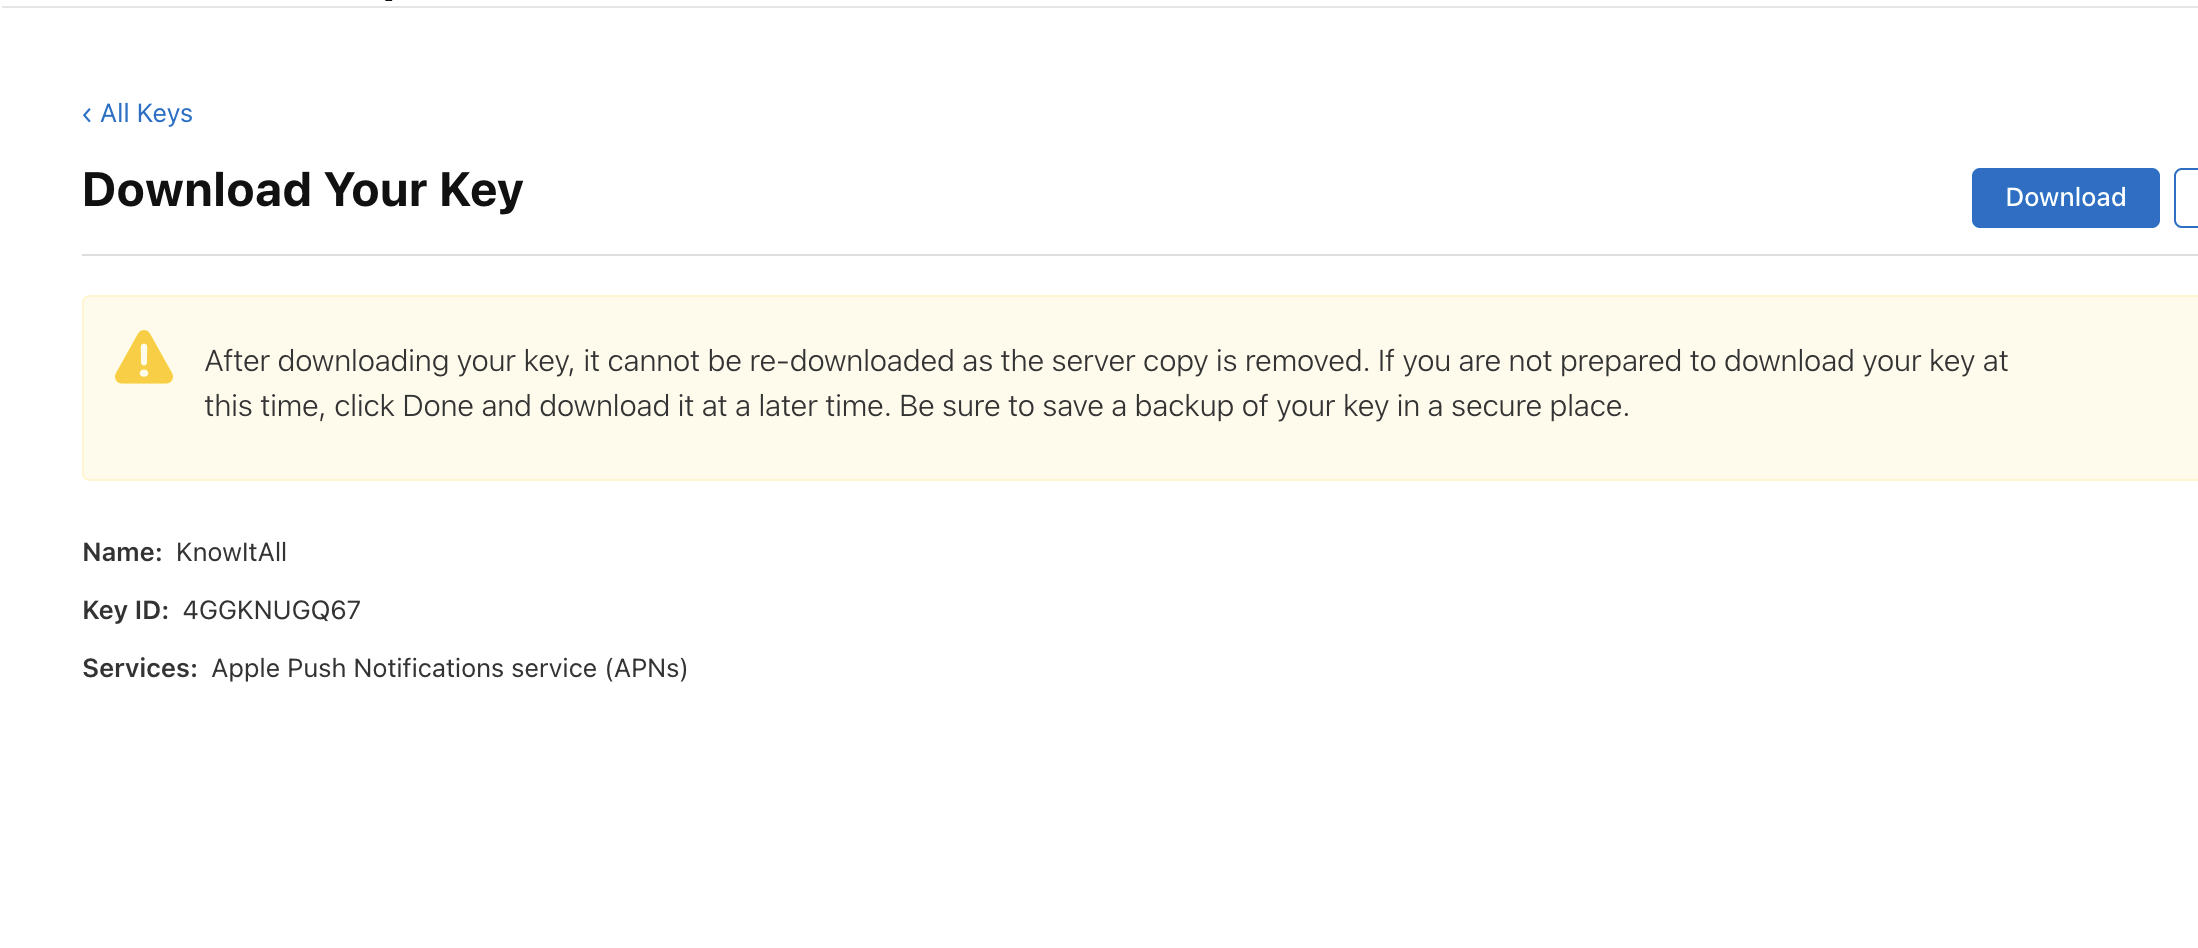 ‹ All Keys
Download Your Key
Download
After downloading your key, it cannot be re-downloaded as the server copy is removed. If you are not prepared to download your key at
this time, click Done and download it at a later time. Be sure to save a backup of your key in a secure place.
Name: KnowItAll
Key ID: 4GGKNUGQ67
Services: Apple Push Notifications service (APNs)